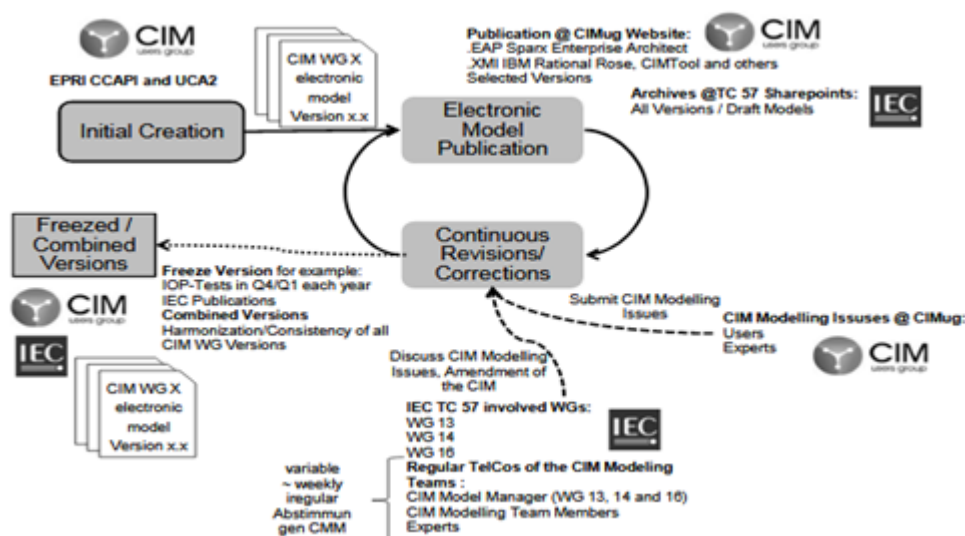 CIM
users group
EPRI CCAPI and UCA2
CIM WG X
electronic
model
Version x.x
Initial Creation
Electronic
Model
Publication
Publication @ CIMug Website:
.EAP Sparx Enterprise Architect
.XMI IBM Rational Rose, CIMTool and others
Selected Versions
CIM
users group
Archives @TC 57 Sharepoints:
All Versions / Draft Models
IEC
Freezed /
Combined
Versions
Continuous
Revisions/
Corrections
Freeze Version for example:
IOP-Tests in Q4/Q1 each year
IEC Publications
Combined Versions
Harmonization/Consistency of all
CIM WG Versions
CIM
users group
IEC
CIM WG X
electronic
model
Version x.x
Submit CIM Modelling
Issues
CIM Modelling Issuses @ CIMug:
Users
Experts
CIM
users group
Discuss CIM Modelling
Issues, Amendment of
the CIM
IEC TC 57 involved WGs:
WG 13
WG 14
WG 16
IEC
Regular TelCos of the CIM Modeling
Teams :
CIM Model Manager (WG 13, 14 and 16)
CIM Modelling Team Members
Experts
variable
~ weekly
iregular
Abstimmun
gen CMM